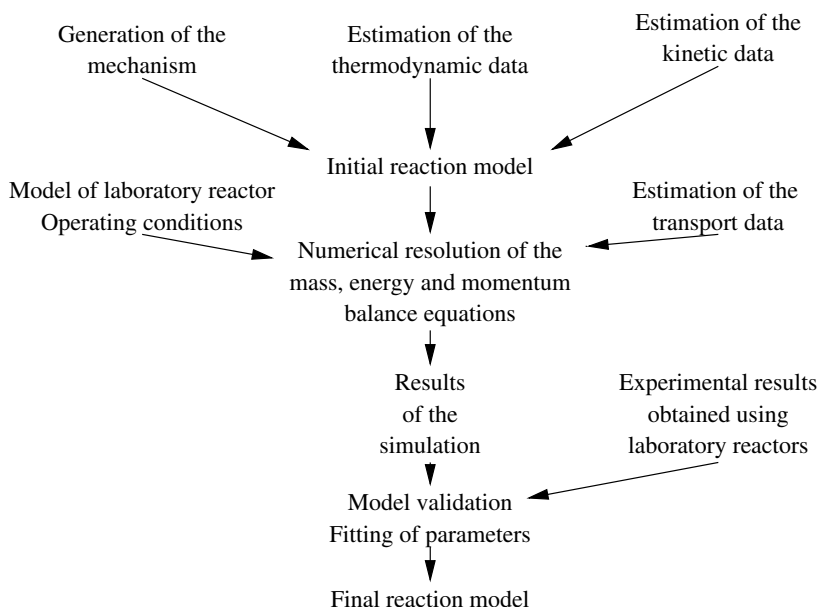 Generation of the
mechanism
Estimation of the
thermodynamic data
Estimation of the
kinetic data
Initial reaction model
Model of laboratory reactor
Operating conditions
Estimation of the
transport data
Numerical resolution of the
mass, energy and momentum
balance equations
Results
of the
simulation
Experimental results
obtained using
laboratory reactors
Model validation
Fitting of parameters
Final reaction model